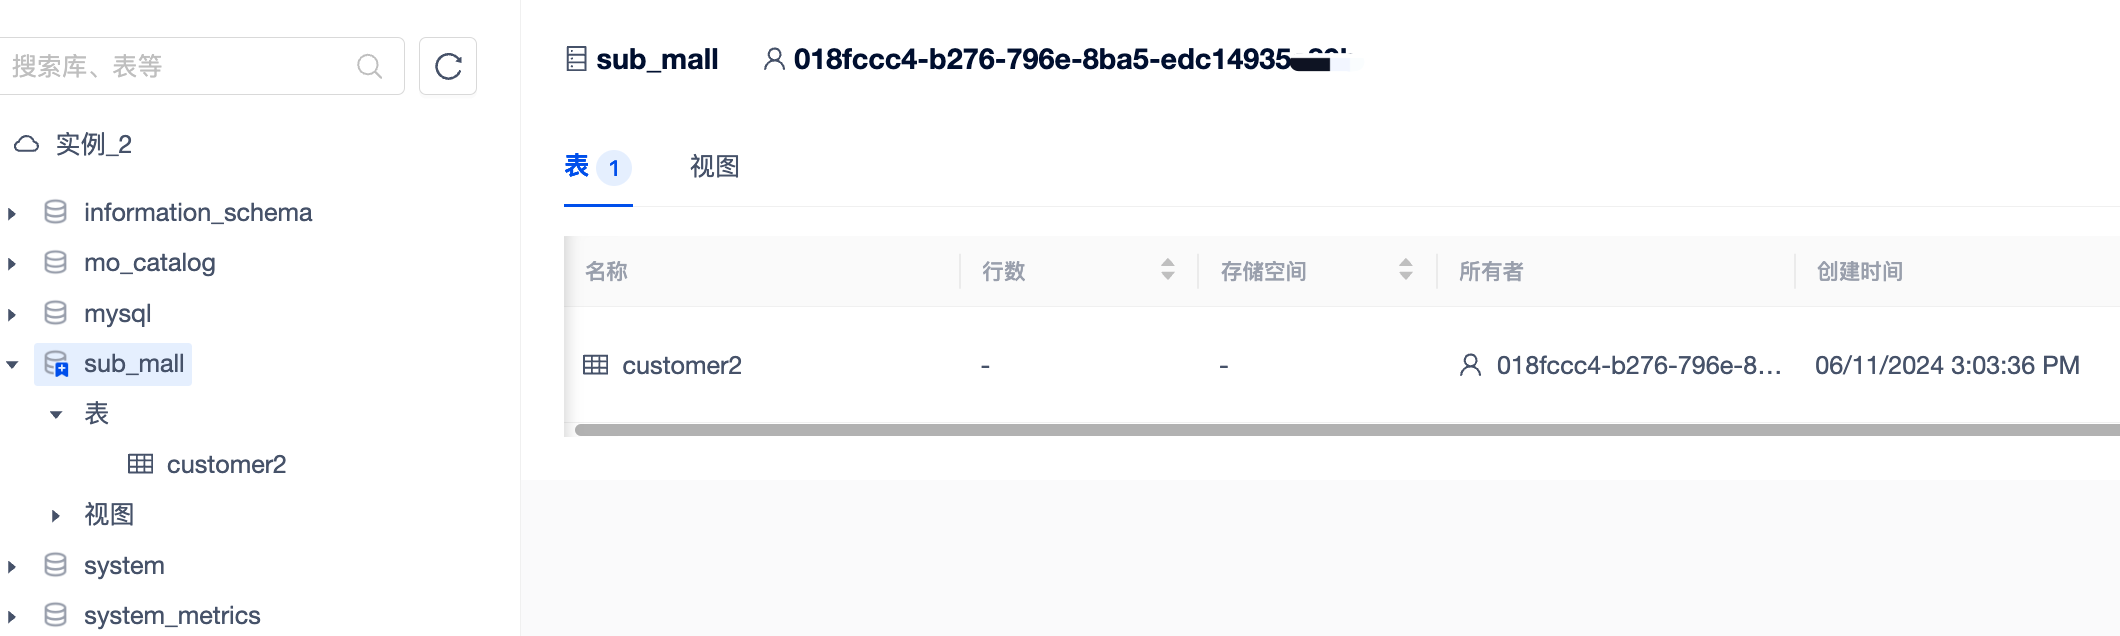 搜索库、表等
实例_2
information_schema
mo_catalog
mysql
sub_mall
表
customer2
视图
system
system_metrics
sub_mall 018fccc4-b276-796e-8ba5-edc14935
表 1 视图
名称 行数 存储空间 所有者 创建时间
customer2 - - 018fccc4-b276-796e-8... 06/11/2024 3:03:36 PM